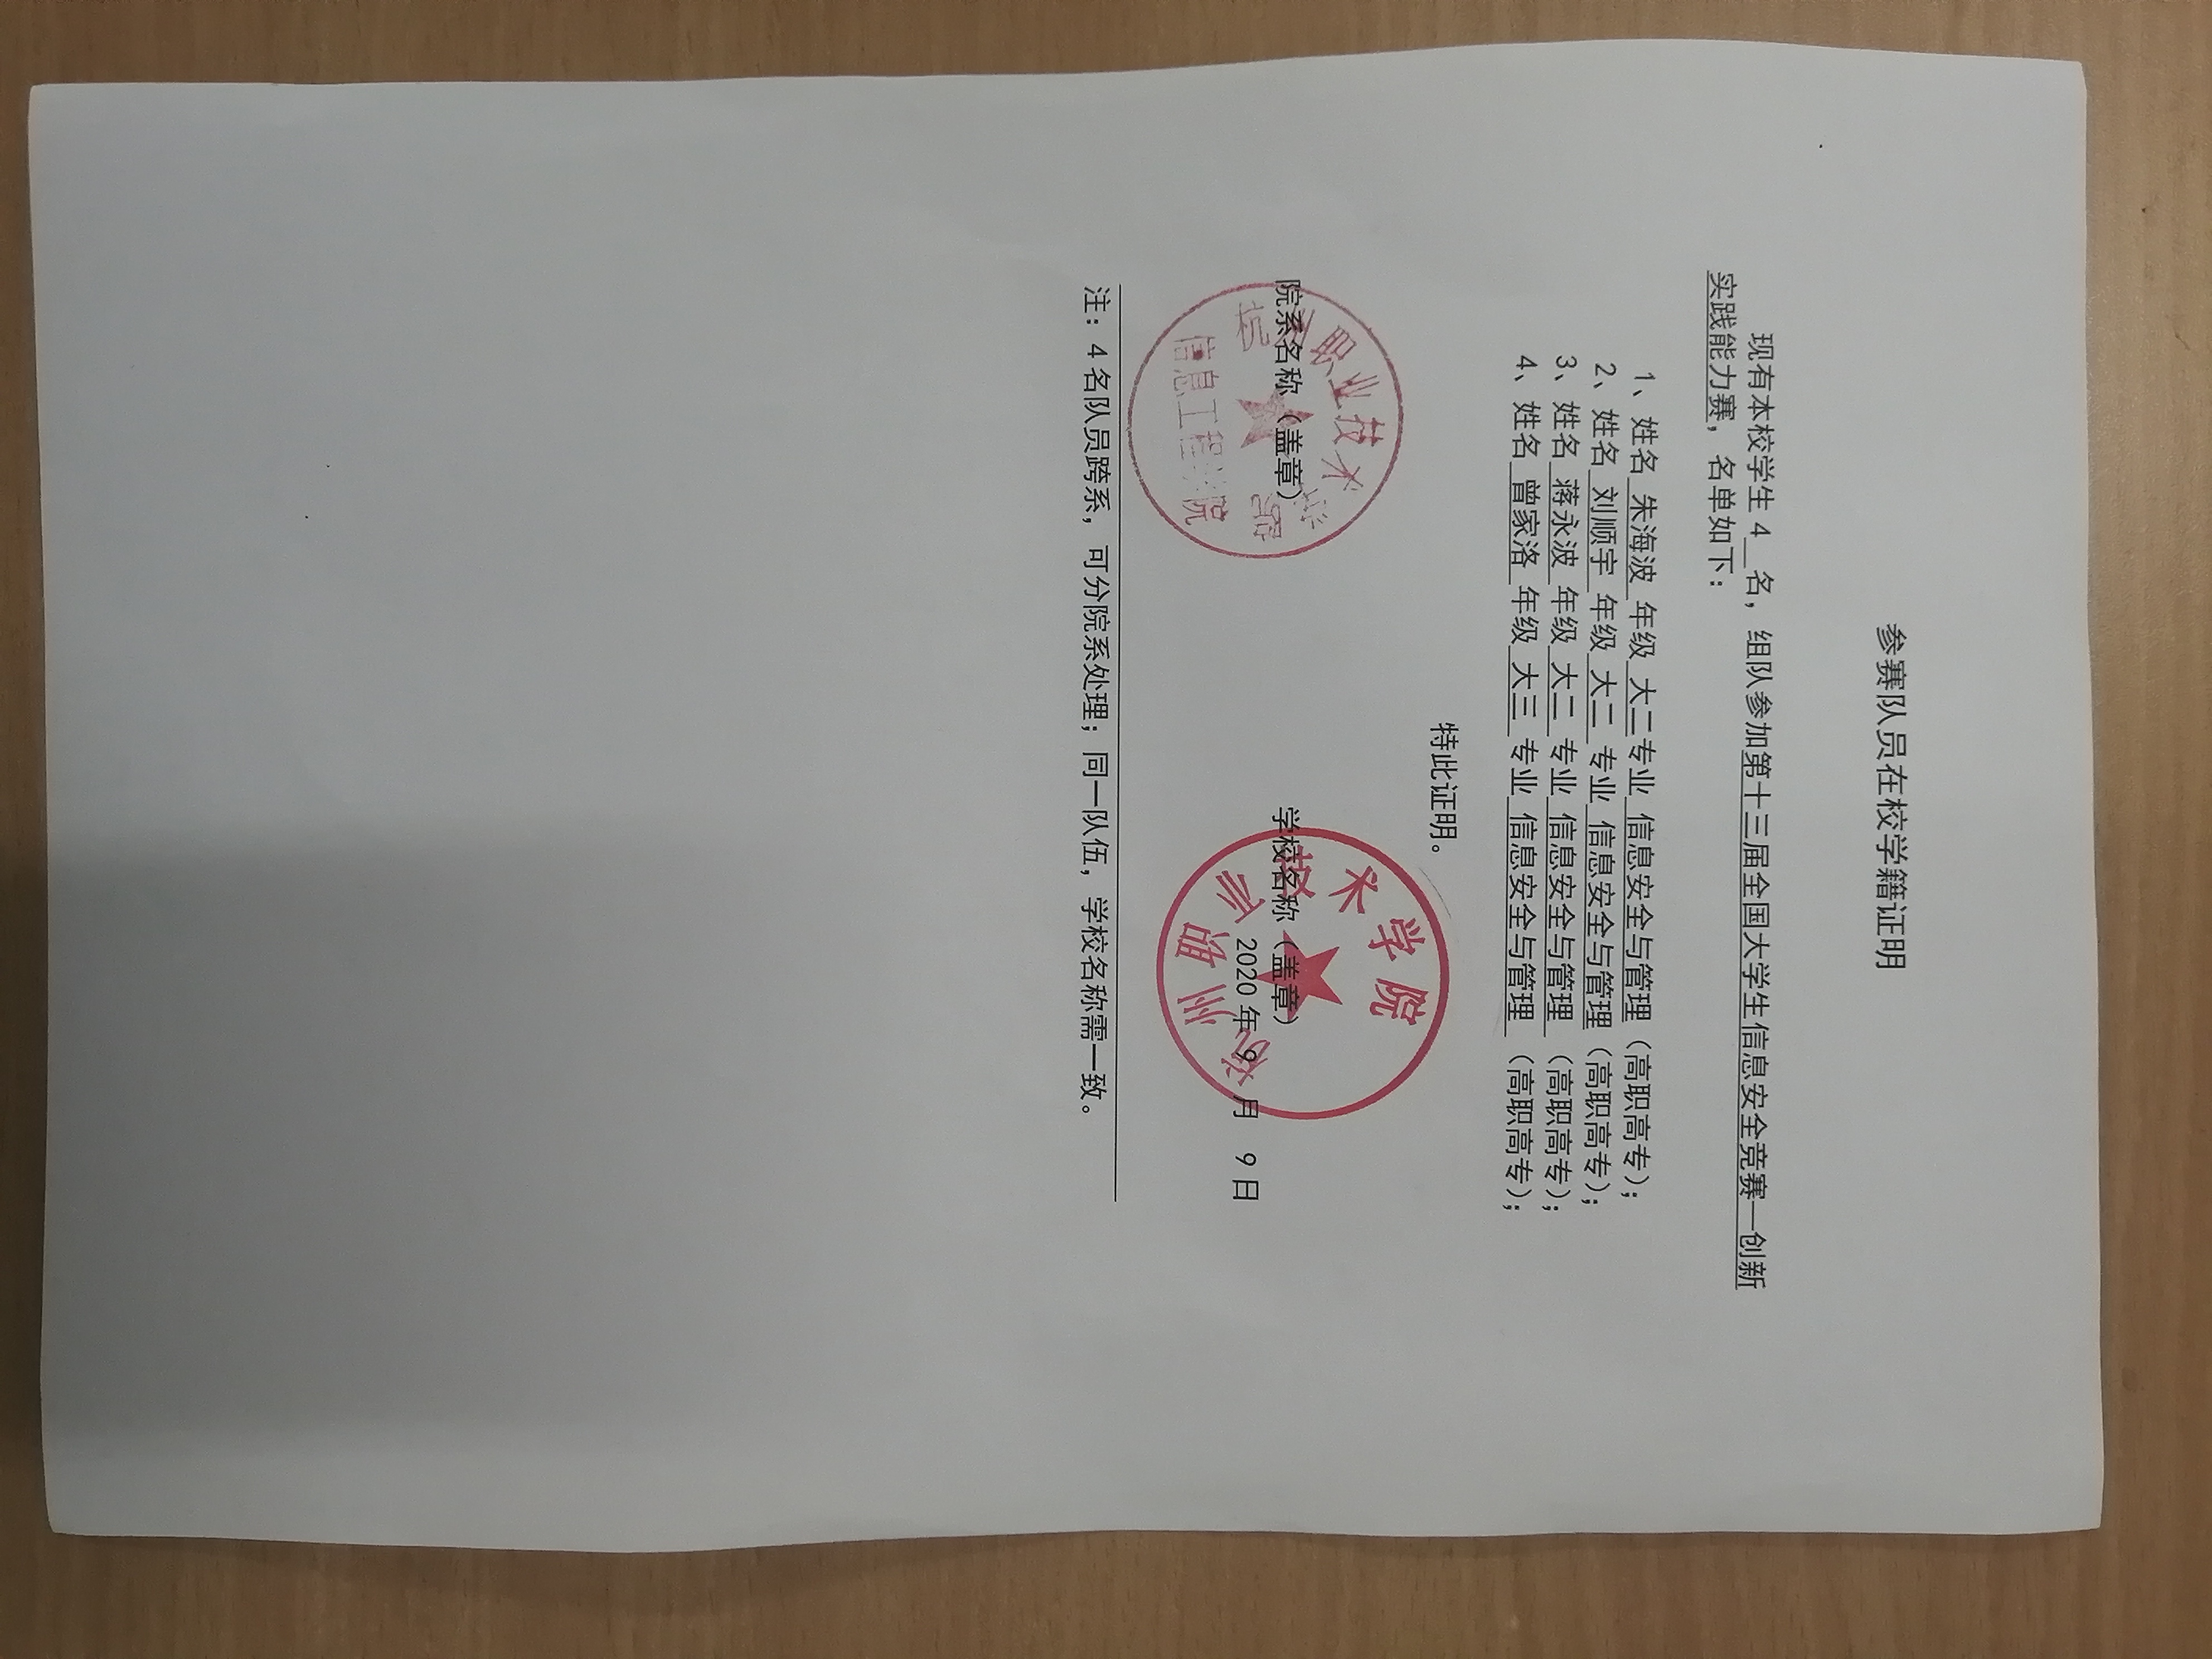 参赛队员在校学籍证明
现有本校学生 4__名，组队参加第十三届全国大学生信息安全竞赛—创新
实践能力赛，名单如下：
1、姓名 朱海波 年级 大二专业 信息安全与管理（高职高专）；
2、姓名 刘顺宇 年级 大二 专业 信息安全与管理（高职高专）；
3、姓名 蒋永波 年级 大二 专业 信息安全与管理 （高职高专）；
4、姓名 曾家洛 年级 大三 专业 信息安全与管理 （高职高专）；
特此证明。
杭州职业技术学院
信息工程学院
院系名称（盖章）
杭州职业技术学院
学校名称（盖章）
2020 年 9 月 9 日
注：4 名队员跨系，可分院系处理；同一队伍，学校名称需一致。